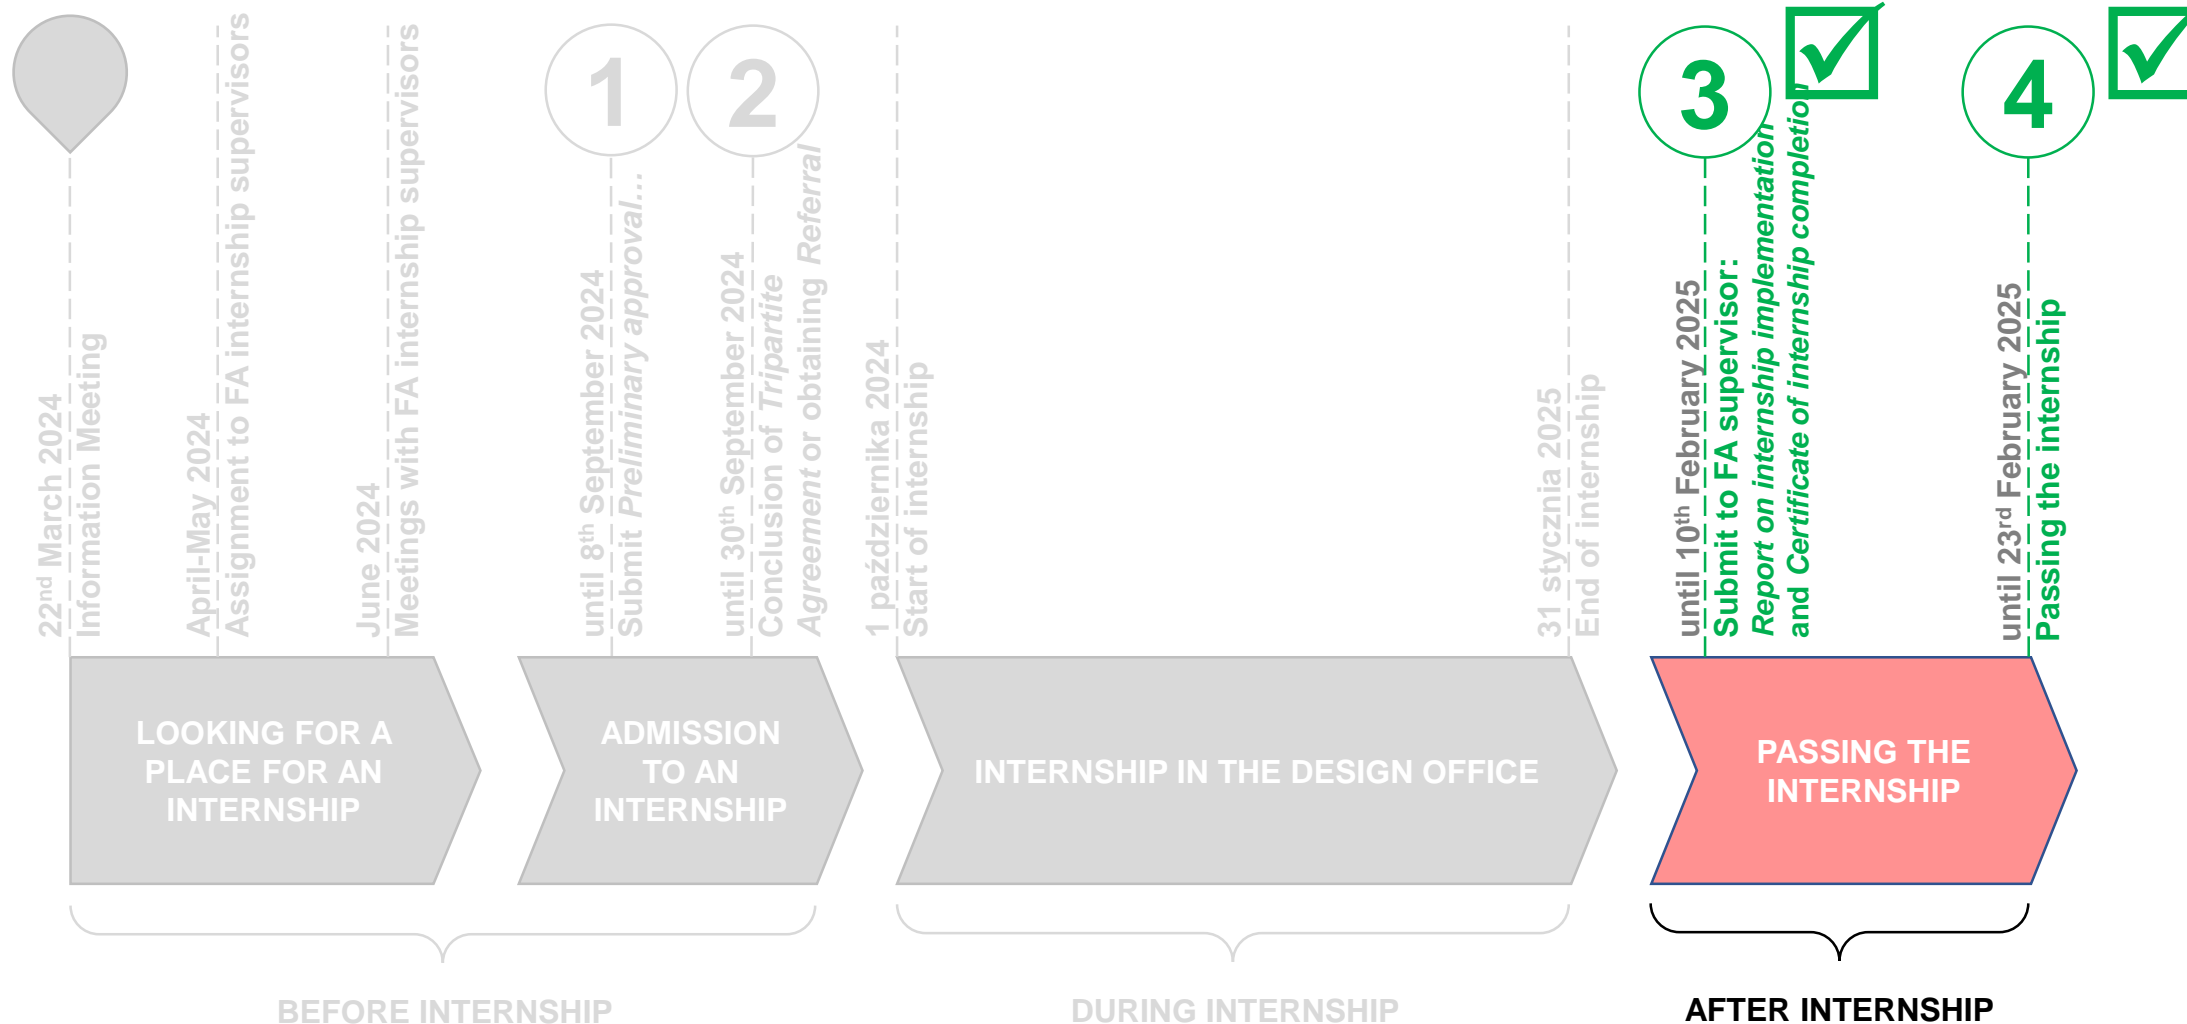 22nd March 2024
Information Meeting
April-May 2024
Assignment to FA internship supervisors
June 2024
Meetings with FA internship supervisors
1
until 8th September 2024
Submit Preliminary approval...
2
until 30th September 2024
Conclusion of Tripartite
Agreement or obtaining Referral
1 października 2024
Start of internship
31 stycznia 2025
End of internship
3
until 10th February 2025
Submit to FA supervisor:
Report on internship implementation
and Certificate of internship completion
4
until 23rd February 2025
Passing the internship
LOOKING FOR A
PLACE FOR AN
INTERNSHIP
ADMISSION
TO AN
INTERNSHIP
INTERNSHIP IN THE DESIGN OFFICE
PASSING THE
INTERNSHIP
BEFORE INTERNSHIP
DURING INTERNSHIP
AFTER INTERNSHIP